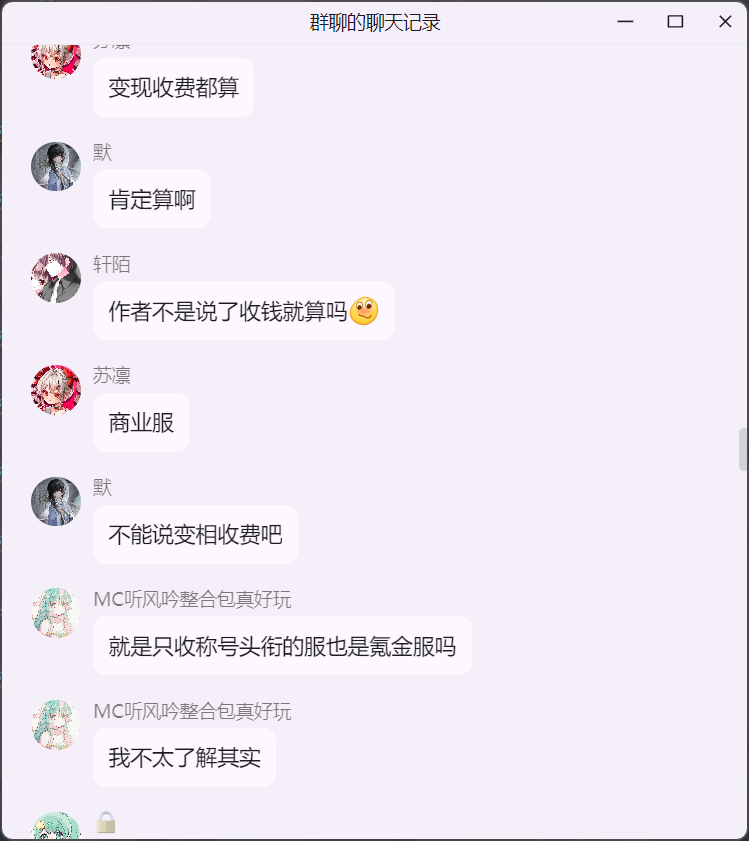 群聊的聊天记录
苏凛
变现收费都算
默
肯定算啊
轩陌
作者不是说了收钱就算吗
苏凛
商业服
默
不能说变相收费吧
MC听风吟整合包真好玩
就是只收称号头衔的服也是氪金服吗
MC听风吟整合包真好玩
我不太了解其实